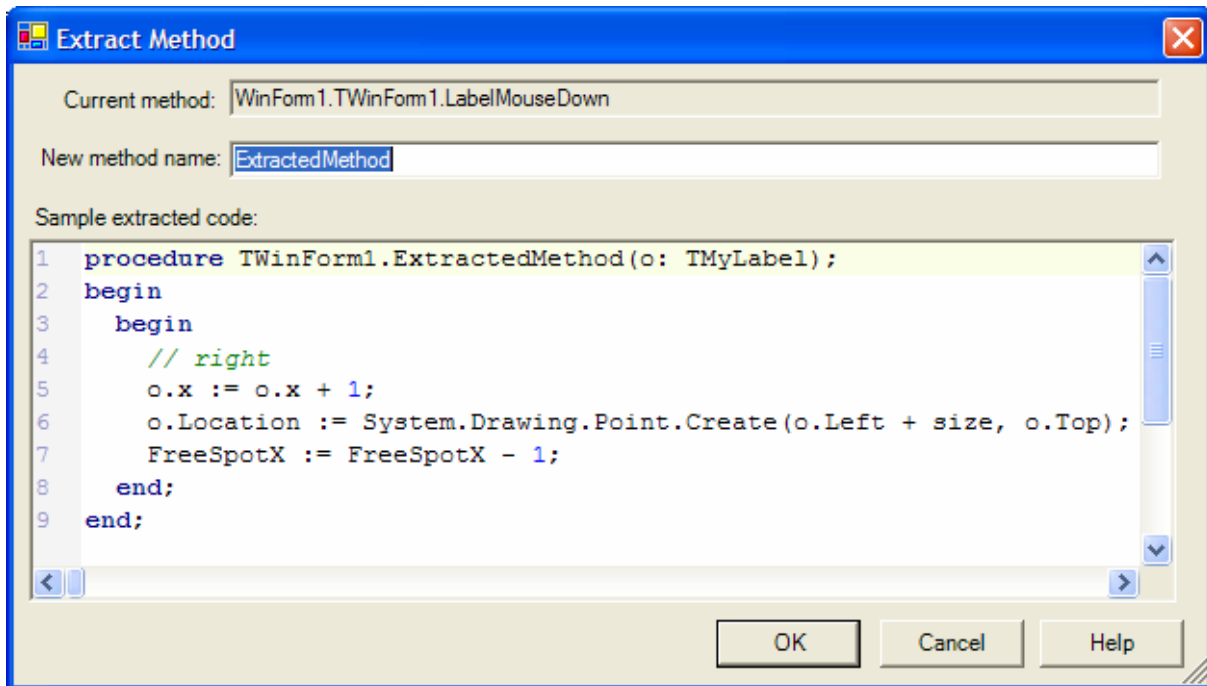 Extract Method
Current method: WinForm1.TWinForm1.LabelMouseDown
New method name: ExtractedMethod
Sample extracted code:
1 procedure TWinForm1.ExtractedMethod(o: TMyLabel);
2 begin
3 begin
4 // right
5 o.x := o.x + 1;
6 o.Location := System.Drawing.Point.Create(o.Left + size, o.Top);
7 FreeSpotX := FreeSpotX - 1;
8 end;
9 end;
OK Cancel Help